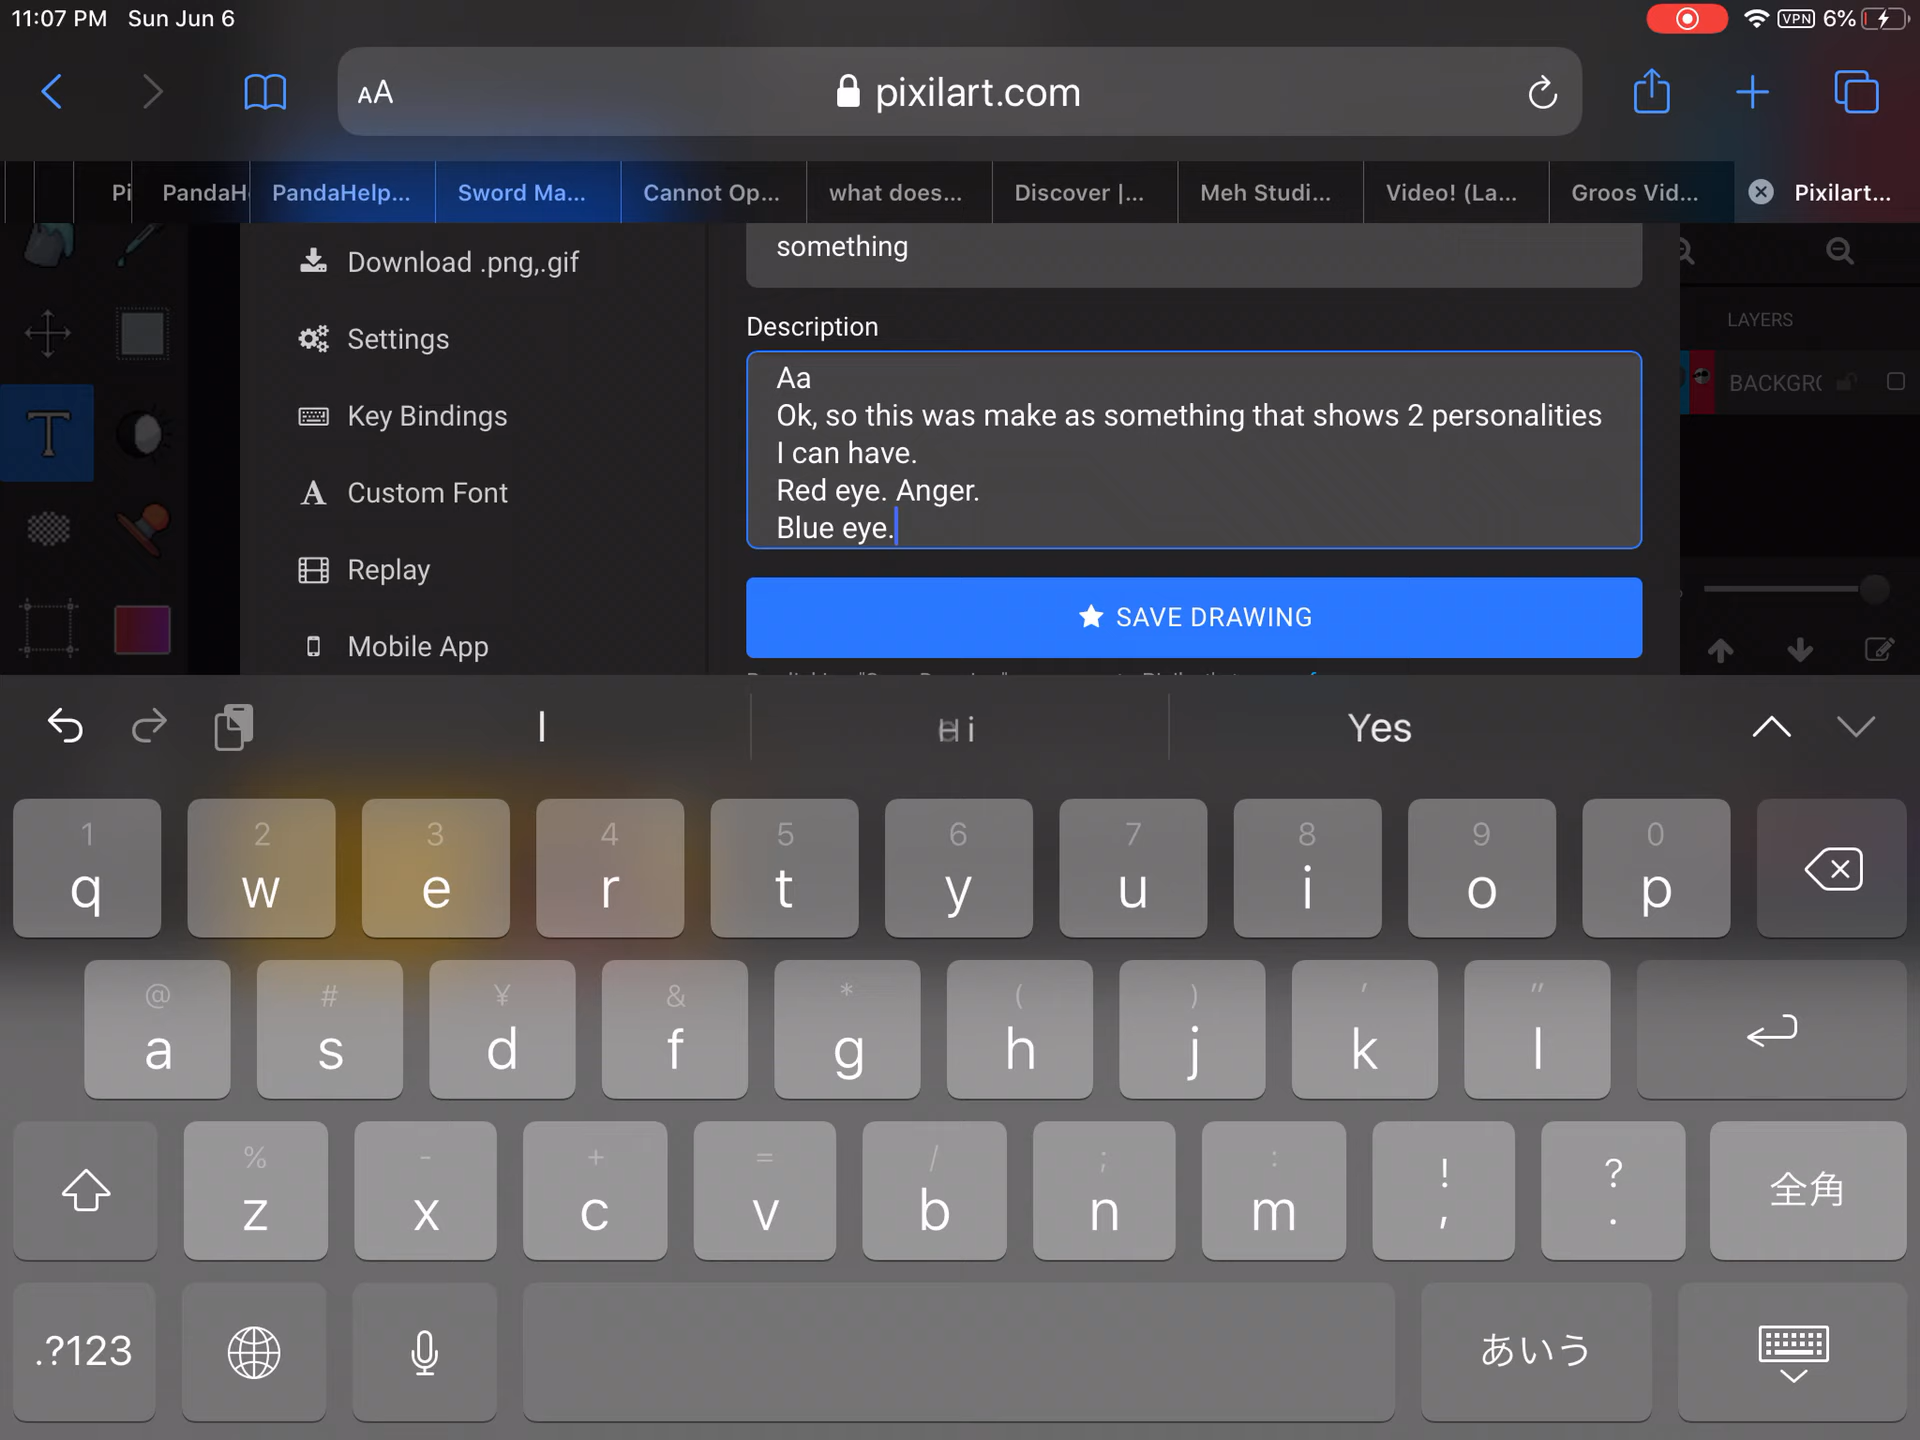 11:07 PM Sun Jun 6
VPN 6%
AA pixilart.com
Pi PandaH PandaHelp... Sword Ma... Cannot Op... what does... Discover |... Meh Studi... Video! (La... Groos Vid... Pixilart...
Download .png,.gif
Settings
Key Bindings
Custom Font
Replay
Mobile App
something
Description
Aa
Ok, so this was make as something that shows 2 personalities
I can have.
Red eye. Anger.
Blue eye.
SAVE DRAWING
LAYERS
BACKGR
T
I Hi Yes
1 2 3 4 5 6 7 8 9 0
q w e r t y u i o p
@ # ¥ & * ( ) ' "
a s d f g h j k l
% - + = / ; : ! ?
z x c v b n m , . 全角
.?123 あいう